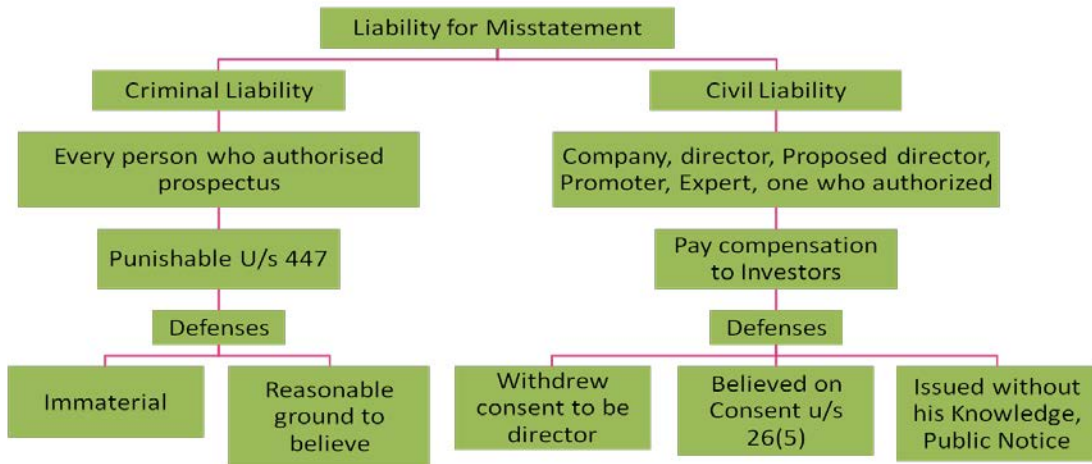 Liability for Misstatement
Criminal Liability
Civil Liability
Every person who authorised
prospectus
Company, director, Proposed director,
Promoter, Expert, one who authorized
Punishable U/s 447
Pay compensation
to Investors
Defenses
Defenses
Immaterial
Reasonable
ground to
believe
Withdrew
consent to be
director
Believed on
Consent u/s
26(5)
Issued without
his Knowledge,
Public Notice